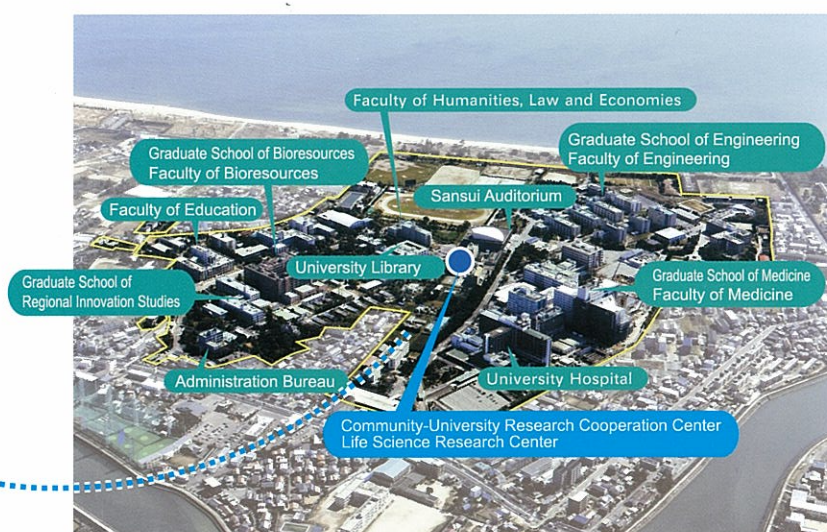 Faculty of Humanities, Law and Economies
Graduate School of Engineering
Faculty of Engineering
Graduate School of Bioresources
Faculty of Bioresources
Sansui Auditorium
Faculty of Education
University Library
Graduate School of
Regional Innovation Studies
Graduate School of Medicine
Faculty of Medicine
Administration Bureau
University Hospital
Community-University Research Cooperation Center
Life Science Research Center